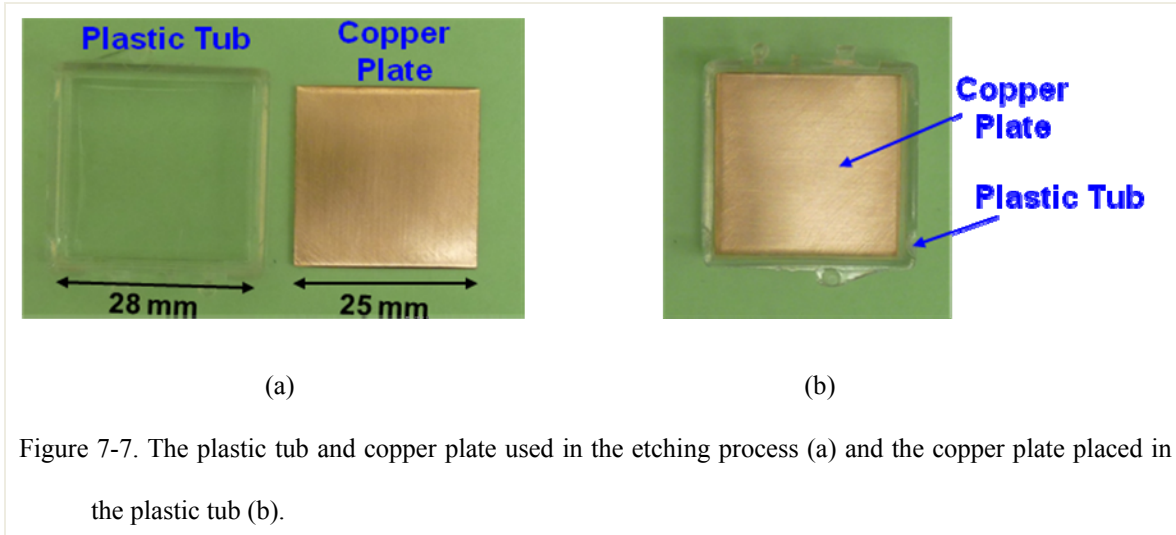 Plastic Tub
Copper
Plate
28 mm
25 mm
Copper
Plate
Plastic Tub
(a)
(b)
Figure 7-7. The plastic tub and copper plate used in the etching process (a) and the copper plate placed in
the plastic tub (b).